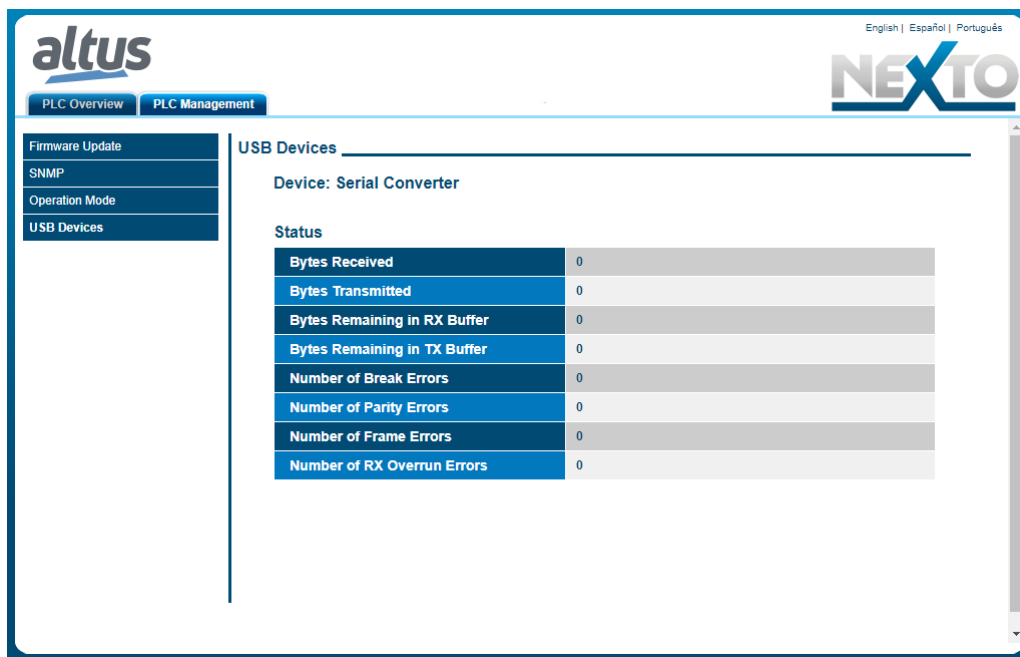 English | Español | Português
altus
NEXTO
PLC Overview PLC Management
Firmware Update
SNMP
Operation Mode
USB Devices
USB Devices
Device: Serial Converter
Status
Bytes Received 0
Bytes Transmitted 0
Bytes Remaining in RX Buffer 0
Bytes Remaining in TX Buffer 0
Number of Break Errors 0
Number of Parity Errors 0
Number of Frame Errors 0
Number of RX Overrun Errors 0